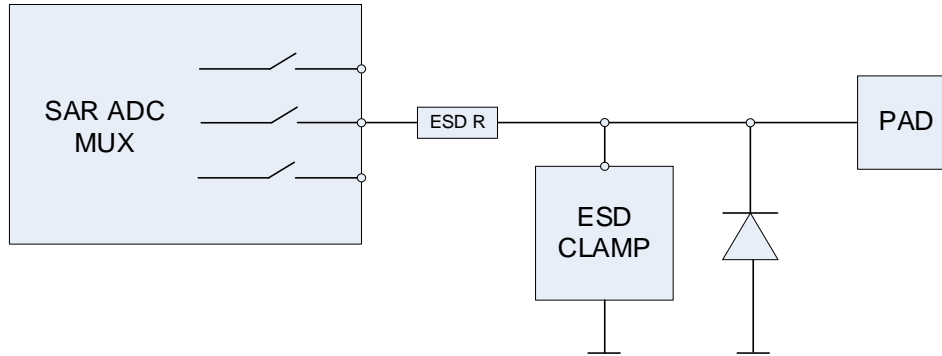 SAR ADC
MUX
ESD R
PAD
ESD
CLAMP